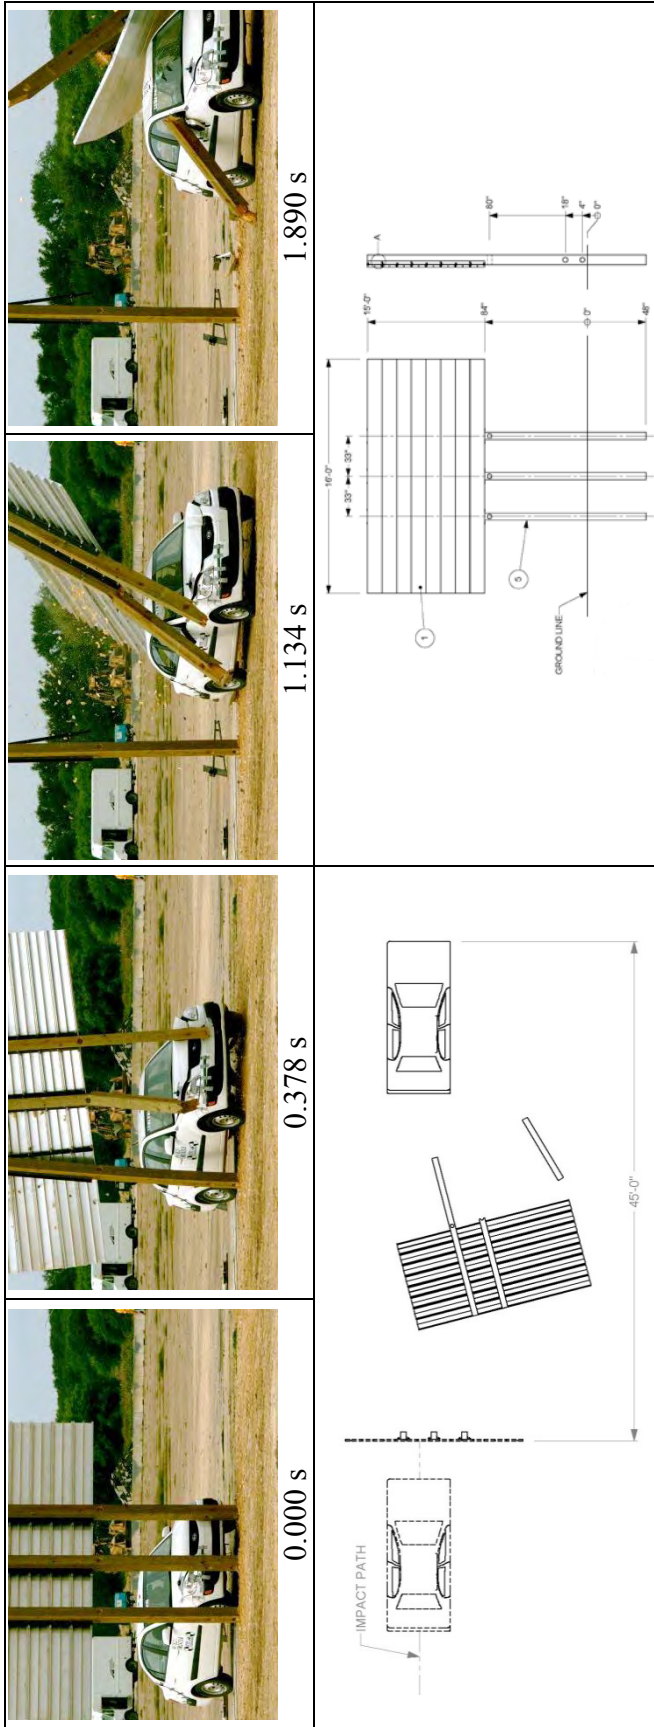 0.000 s
0.378 s
1.134 s
1.890 s
IMPACT PATH
45'-0"
16'-0"
33"
33"
15'-0"
84"
0"
48"
A
60"
18"
4"
0"
1
5
GROUND LINE